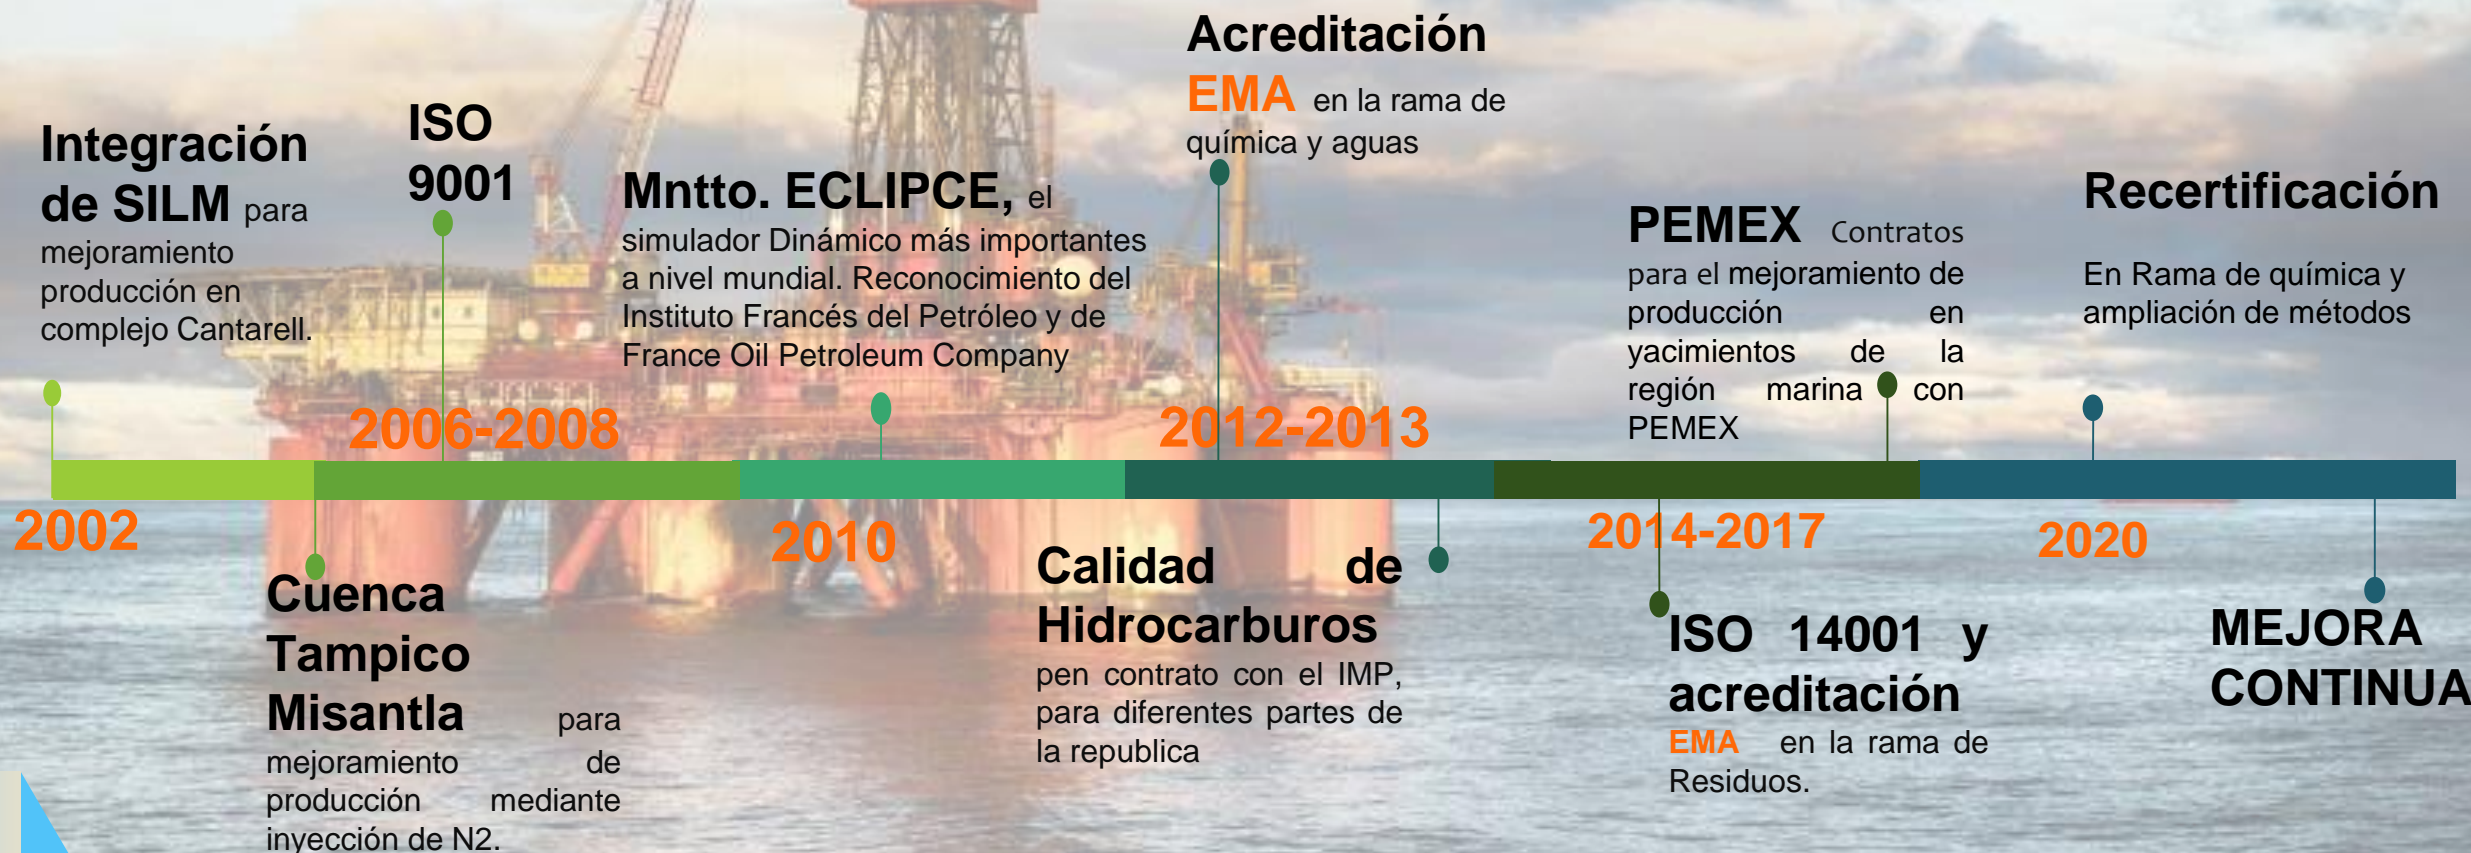 Integración
de SILM para
mejoramiento
producción en
complejo Cantarell.
2002
ISO
9001
2006-2008
Cuenca
Tampico
Misantla para
mejoramiento de
producción mediante
inyección de N2.
Mntto. ECLIPCE, el
simulador Dinámico más importantes
a nivel mundial. Reconocimiento del
Instituto Francés del Petróleo y de
France Oil Petroleum Company
2010
Acreditación
EMA en la rama de
química y aguas
2012-2013
Calidad de
Hidrocarburos
pen contrato con el IMP,
para diferentes partes de
la republica
PEMEX Contratos
para el mejoramiento de
producción en
yacimientos de la
región marina con
PEMEX
2014-2017
ISO 14001 y
acreditación
EMA en la rama de
Residuos.
Recertificación
En Rama de química y
ampliación de métodos
2020
MEJORA
CONTINUA